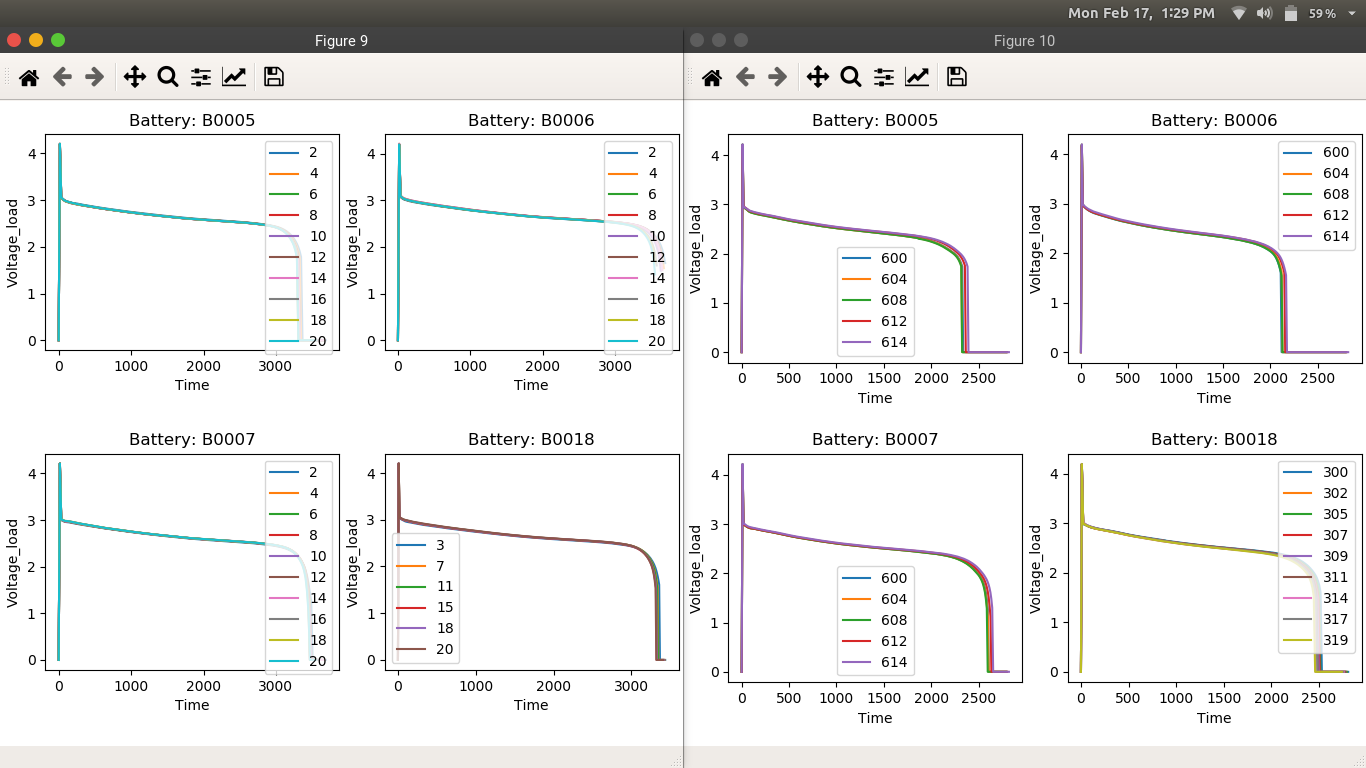 Mon Feb 17, 1:29 PM 59%
Figure 9
Battery: B0005
Voltage_load
4
3
2
1
0
0 1000 2000 3000
Time
2
4
6
8
10
12
14
16
18
20
Battery: B0006
Voltage_load
4
3
2
1
0
0 1000 2000 3000
Time
2
4
6
8
10
12
14
16
18
20
Battery: B0007
Voltage_load
4
3
2
1
0
0 1000 2000 3000
Time
2
4
6
8
10
12
14
16
18
20
Battery: B0018
Voltage_load
4
3
2
1
0
0 1000 2000 3000
Time
3
7
11
15
18
20
Figure 10
Battery: B0005
Voltage_load
4
3
2
1
0
0 500 1000 1500 2000 2500
Time
600
604
608
612
614
Battery: B0006
Voltage_load
4
3
2
1
0
0 500 1000 1500 2000 2500
Time
600
604
608
612
614
Battery: B0007
Voltage_load
4
3
2
1
0
0 500 1000 1500 2000 2500
Time
600
604
608
612
614
Battery: B0018
Voltage_load
4
3
2
1
0
0 500 1000 1500 2000 2500
Time
300
302
305
307
309
311
314
317
319